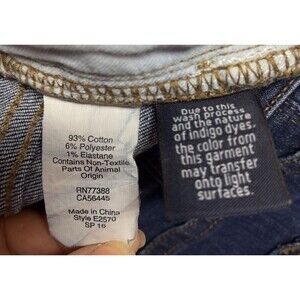 93% Cotton
6% Polyester
1% Elastane
Contains Non-Textile
Parts Of Animal
Origin
RN77388
CA56445
Made in China
Style E2570
SP 16
Due to this
wash process
and the nature
of indigo dyes,
the color from
this garment
may transfer
onto light
surfaces.